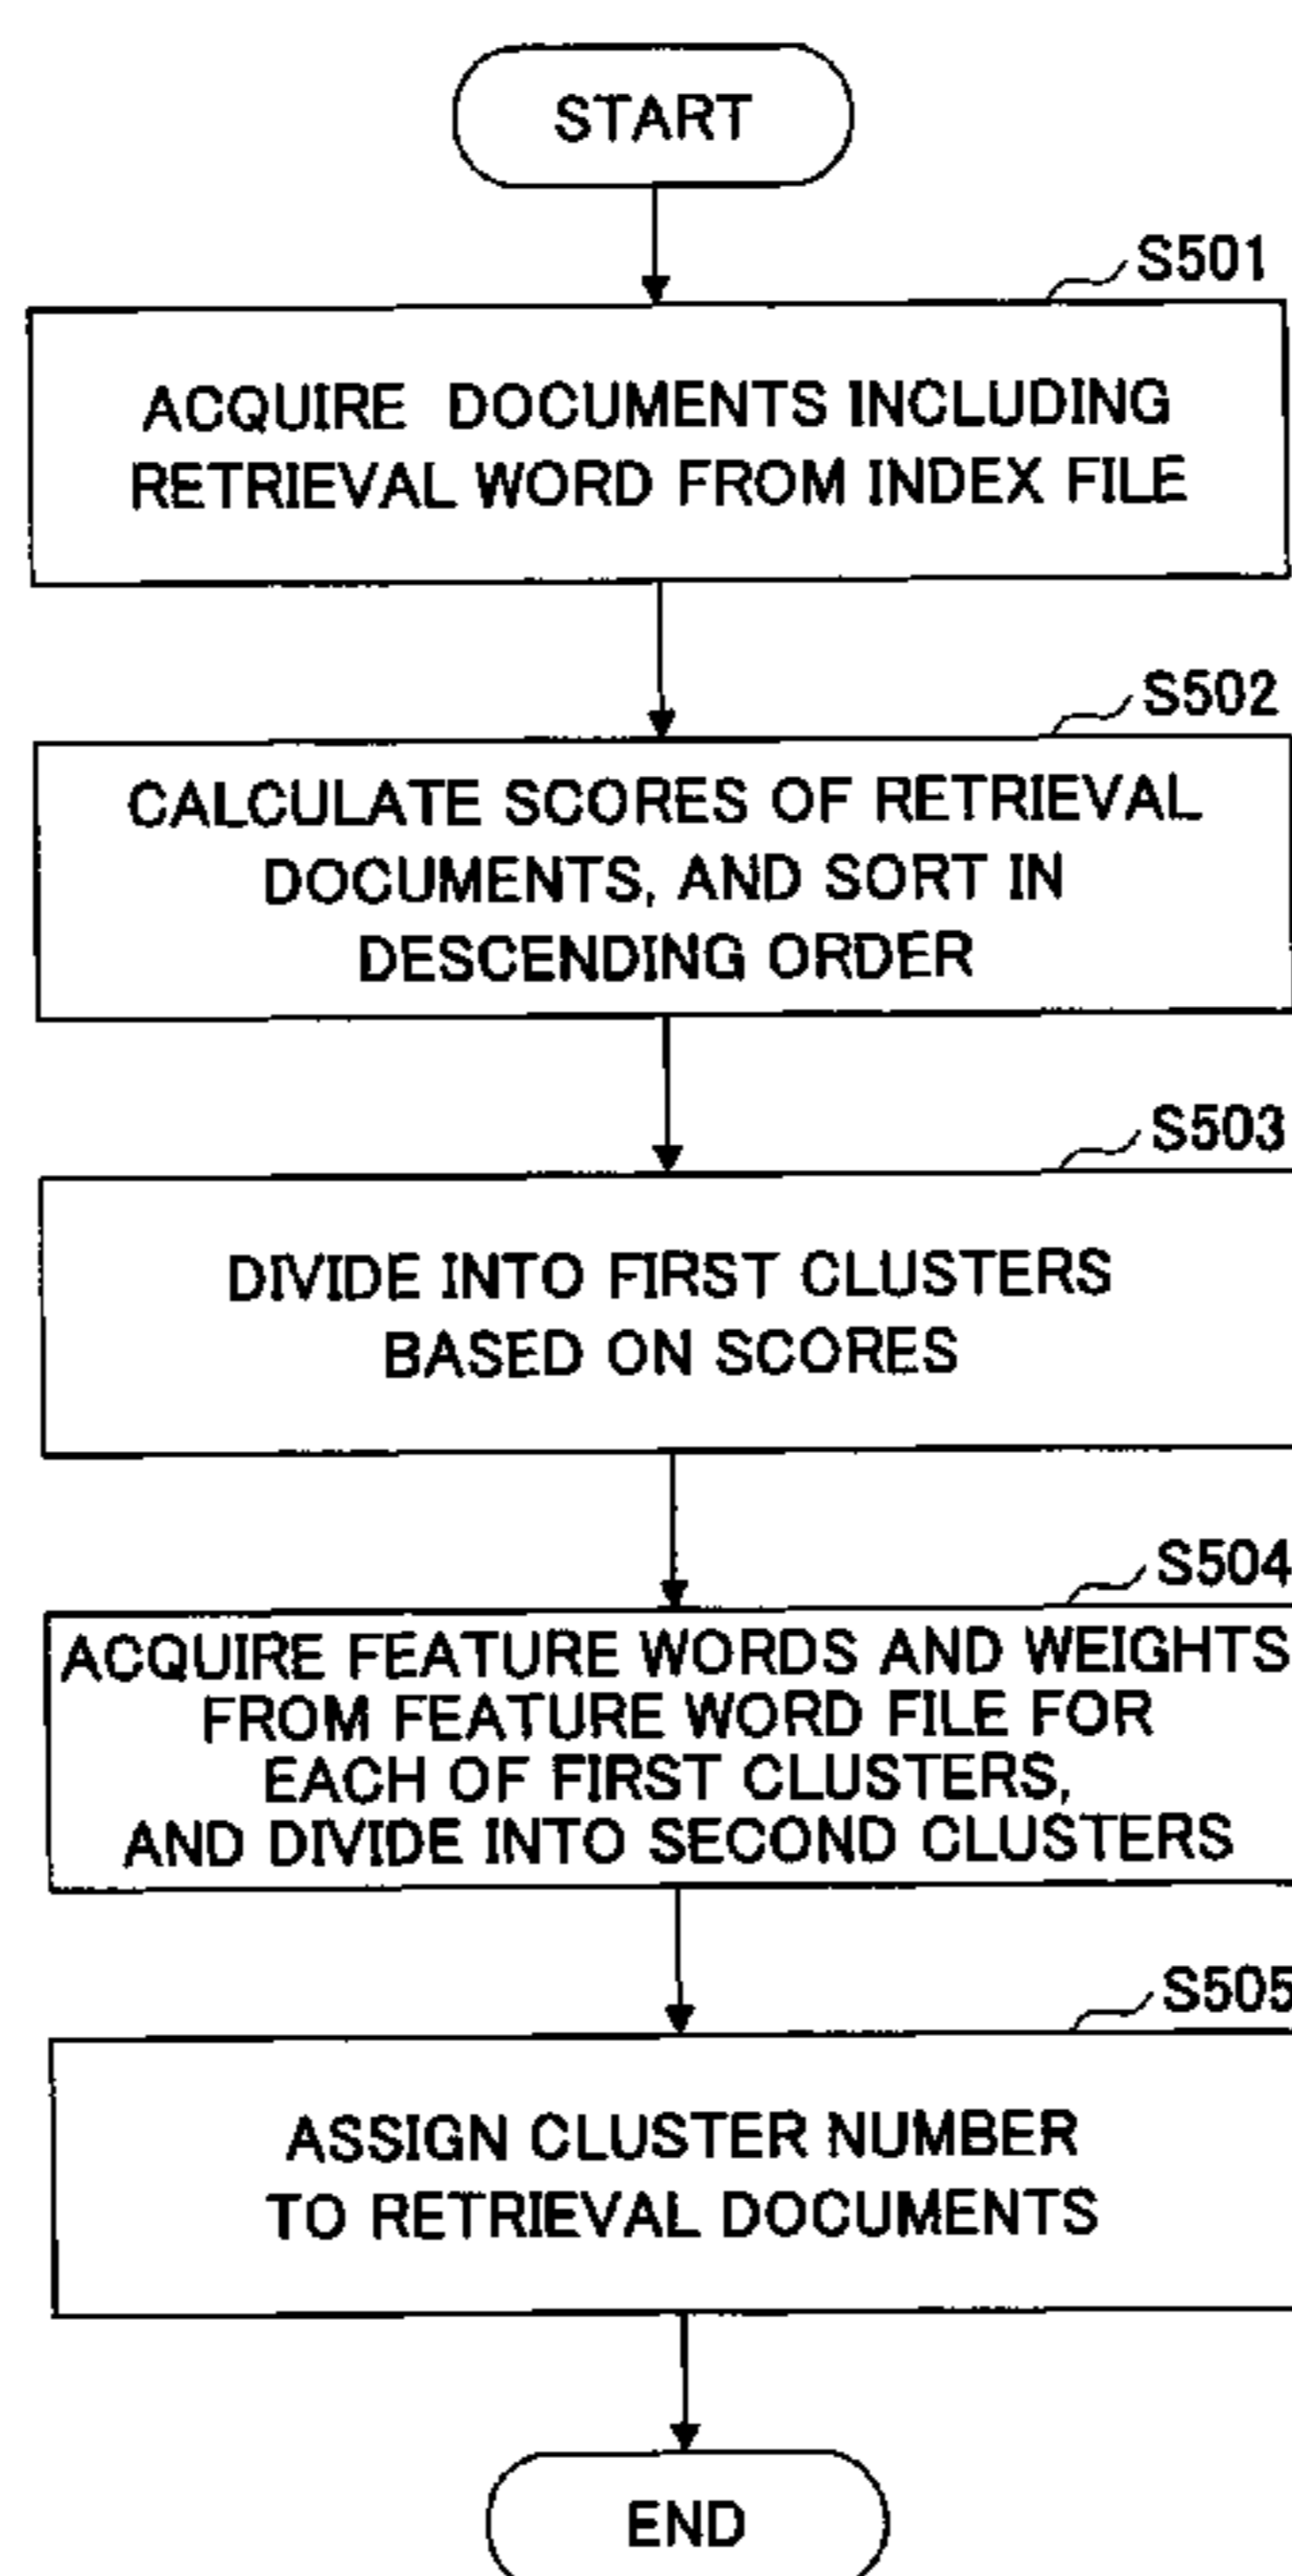 START
S501
ACQUIRE DOCUMENTS INCLUDING
RETRIEVAL WORD FROM INDEX FILE
S502
CALCULATE SCORES OF RETRIEVAL
DOCUMENTS, AND SORT IN
DESCENDING ORDER
S503
DIVIDE INTO FIRST CLUSTERS
BASED ON SCORES
S504
ACQUIRE FEATURE WORDS AND WEIGHTS
FROM FEATURE WORD FILE FOR
EACH OF FIRST CLUSTERS,
AND DIVIDE INTO SECOND CLUSTERS
S505
ASSIGN CLUSTER NUMBER
TO RETRIEVAL DOCUMENTS
END